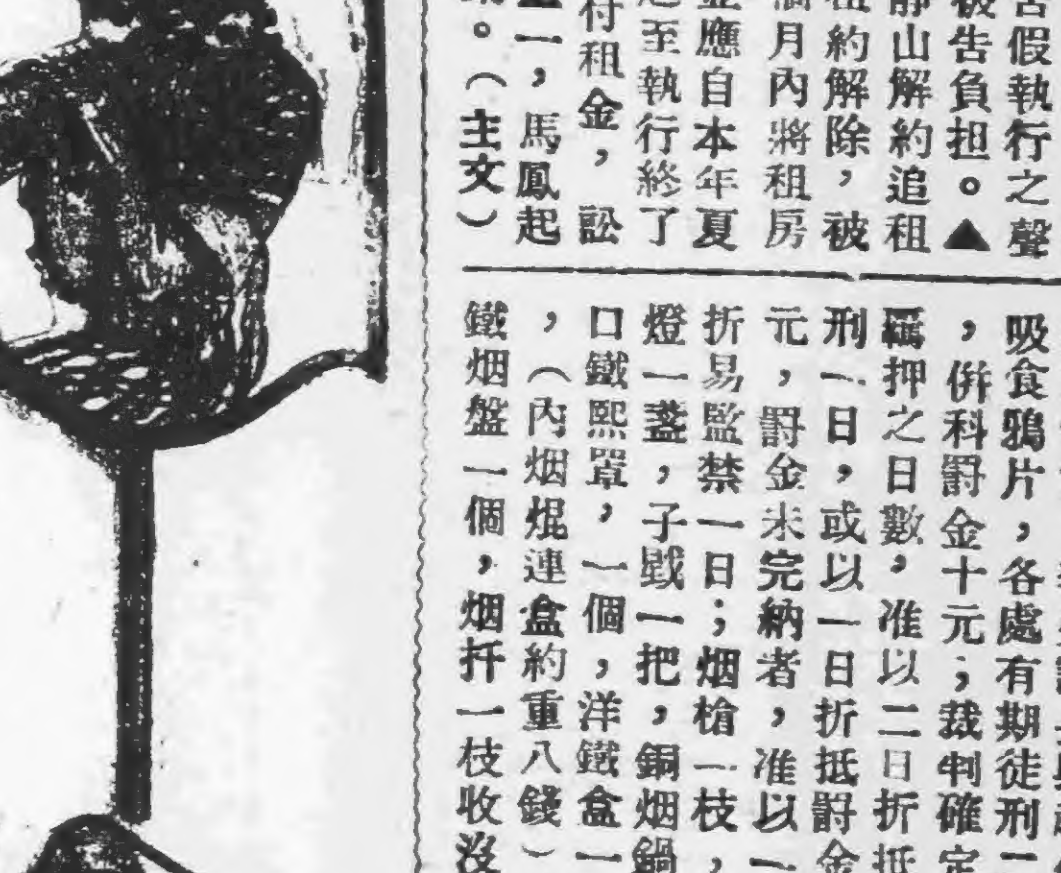 假執行之聲
被告負担。▲
靜山解約追租
租約解除，被
個月內將租房
並應自本年夏
至執行終了
付租金，訟
一，馬鳳起
。（主文）
吸食鴉片，各處有期徒刑
，併科罰金十元；裁判確定
羈押之日數，准以二日折抵
刑一日，或以一日折抵罰金
元，罰金未完納者，准以一
折易監禁一日；烟槍一枝，
燈一盞，子戥一把，銅烟鍋
口鐵熙罩，一個，洋鐵盒一
，（內烟焜連盒約重八錢）
鐵烟盤一個，烟扦一枝收沒